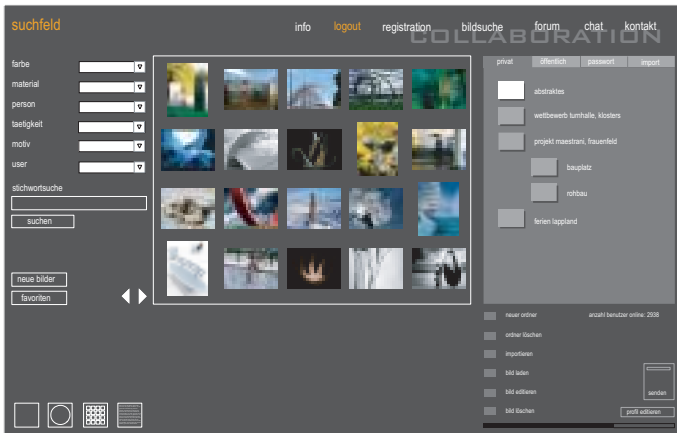 suchfeld
info logout registration bildsuche forum chat kontakt
COLLABORATION
farbe
material
person
taetigkeit
motiv
user
stichwortsuche
suchen
neue bilder
favoriten
privat öffentlich passwort import
abstraktes
wettbewerb turnhalle, klosters
projekt maestrani, frauenfeld
bauplatz
rohbau
ferien lappland
neuer ordner anzahl benutzer online: 2938
ordner löschen
importieren
bild laden
bild editieren
senden
bild löschen
profil editieren